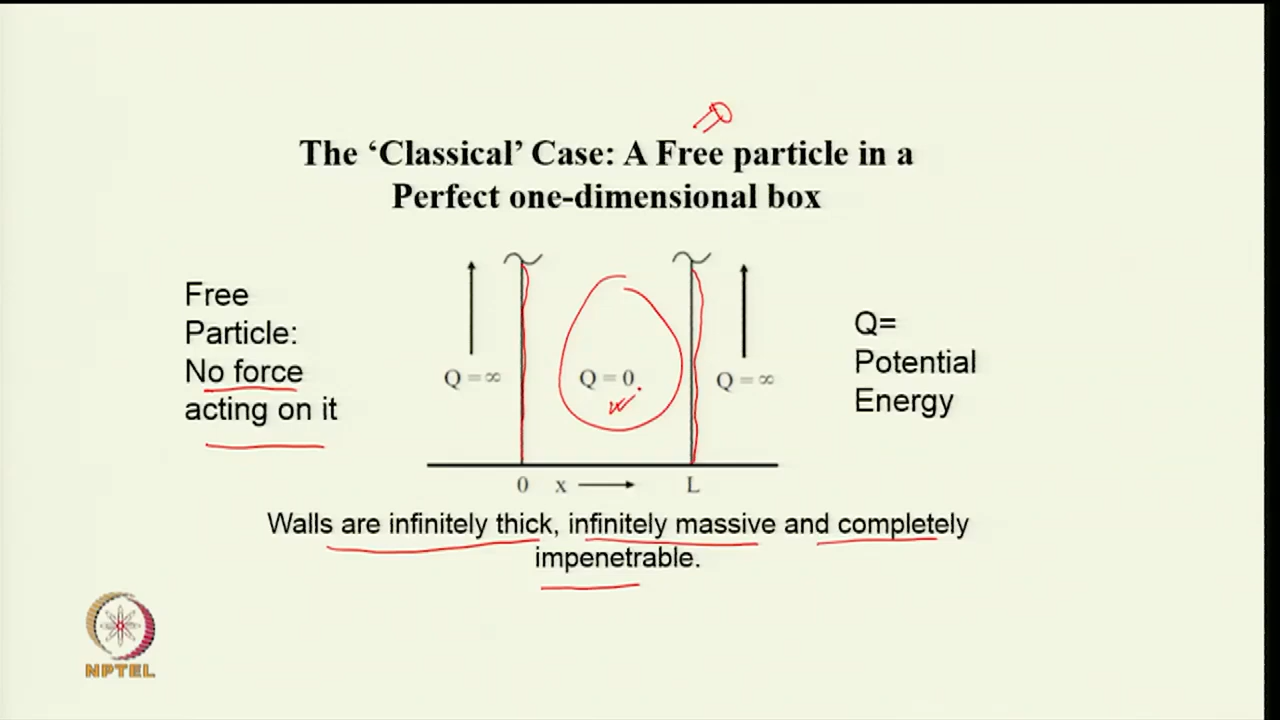 The ‘Classical’ Case: A Free particle in a
Perfect one-dimensional box
Free
Particle:
No force
acting on it
Q = ∞
Q = 0
Q = ∞
Q=
Potential
Energy
0 x L
Walls are infinitely thick, infinitely massive and completely
impenetrable.
NPTEL